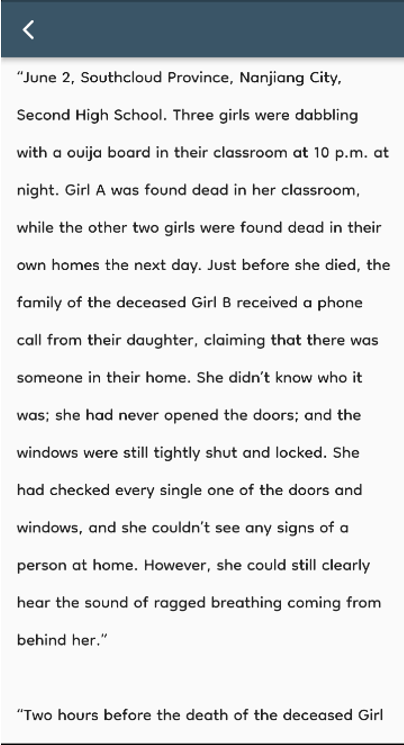 “June 2, Southcloud Province, Nanjiang City,
Second High School. Three girls were dabbling
with a ouija board in their classroom at 10 p.m. at
night. Girl A was found dead in her classroom,
while the other two girls were found dead in their
own homes the next day. Just before she died, the
family of the deceased Girl B received a phone
call from their daughter, claiming that there was
someone in their home. She didn’t know who it
was; she had never opened the doors; and the
windows were still tightly shut and locked. She
had checked every single one of the doors and
windows, and she couldn’t see any signs of a
person at home. However, she could still clearly
hear the sound of ragged breathing coming from
behind her.”
“Two hours before the death of the deceased Girl